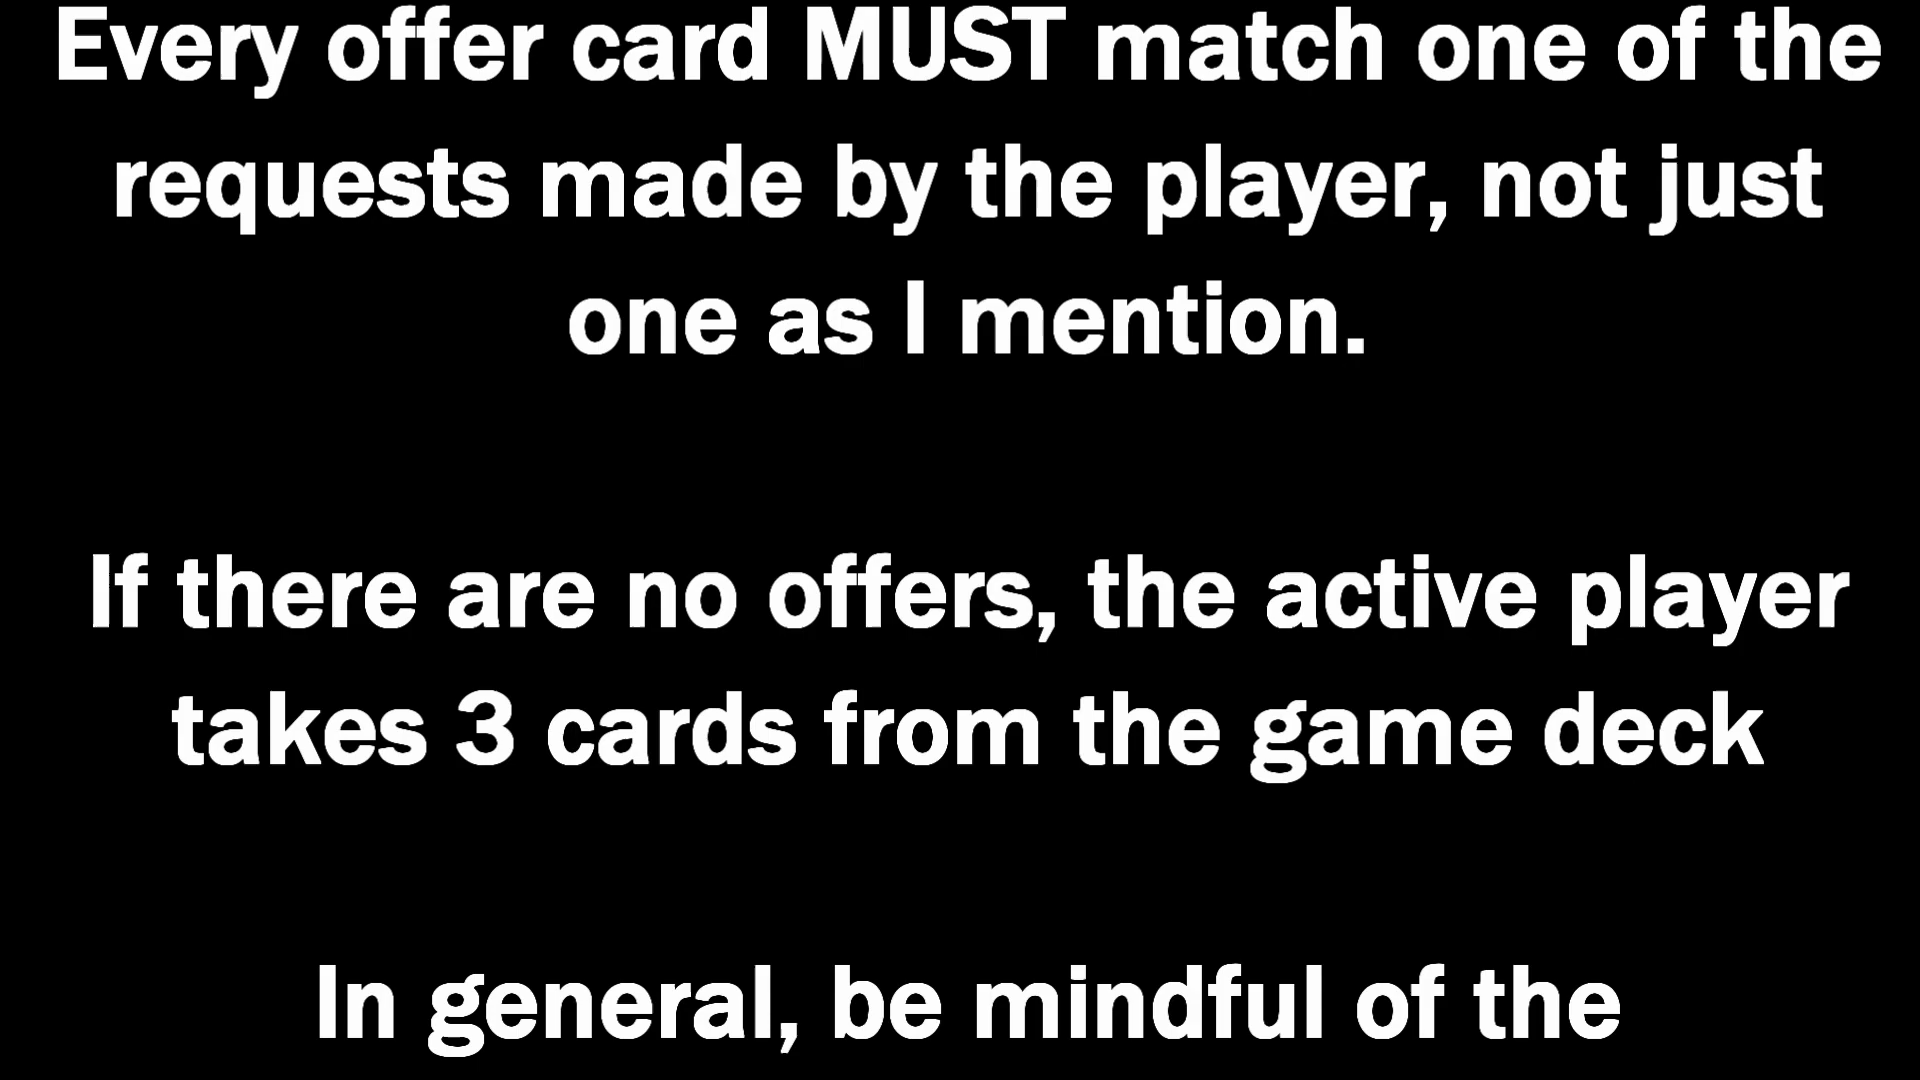 Every offer card MUST match one of the
requests made by the player, not just
one as I mention.
If there are no offers, the active player
takes 3 cards from the game deck
In general, be mindful of the